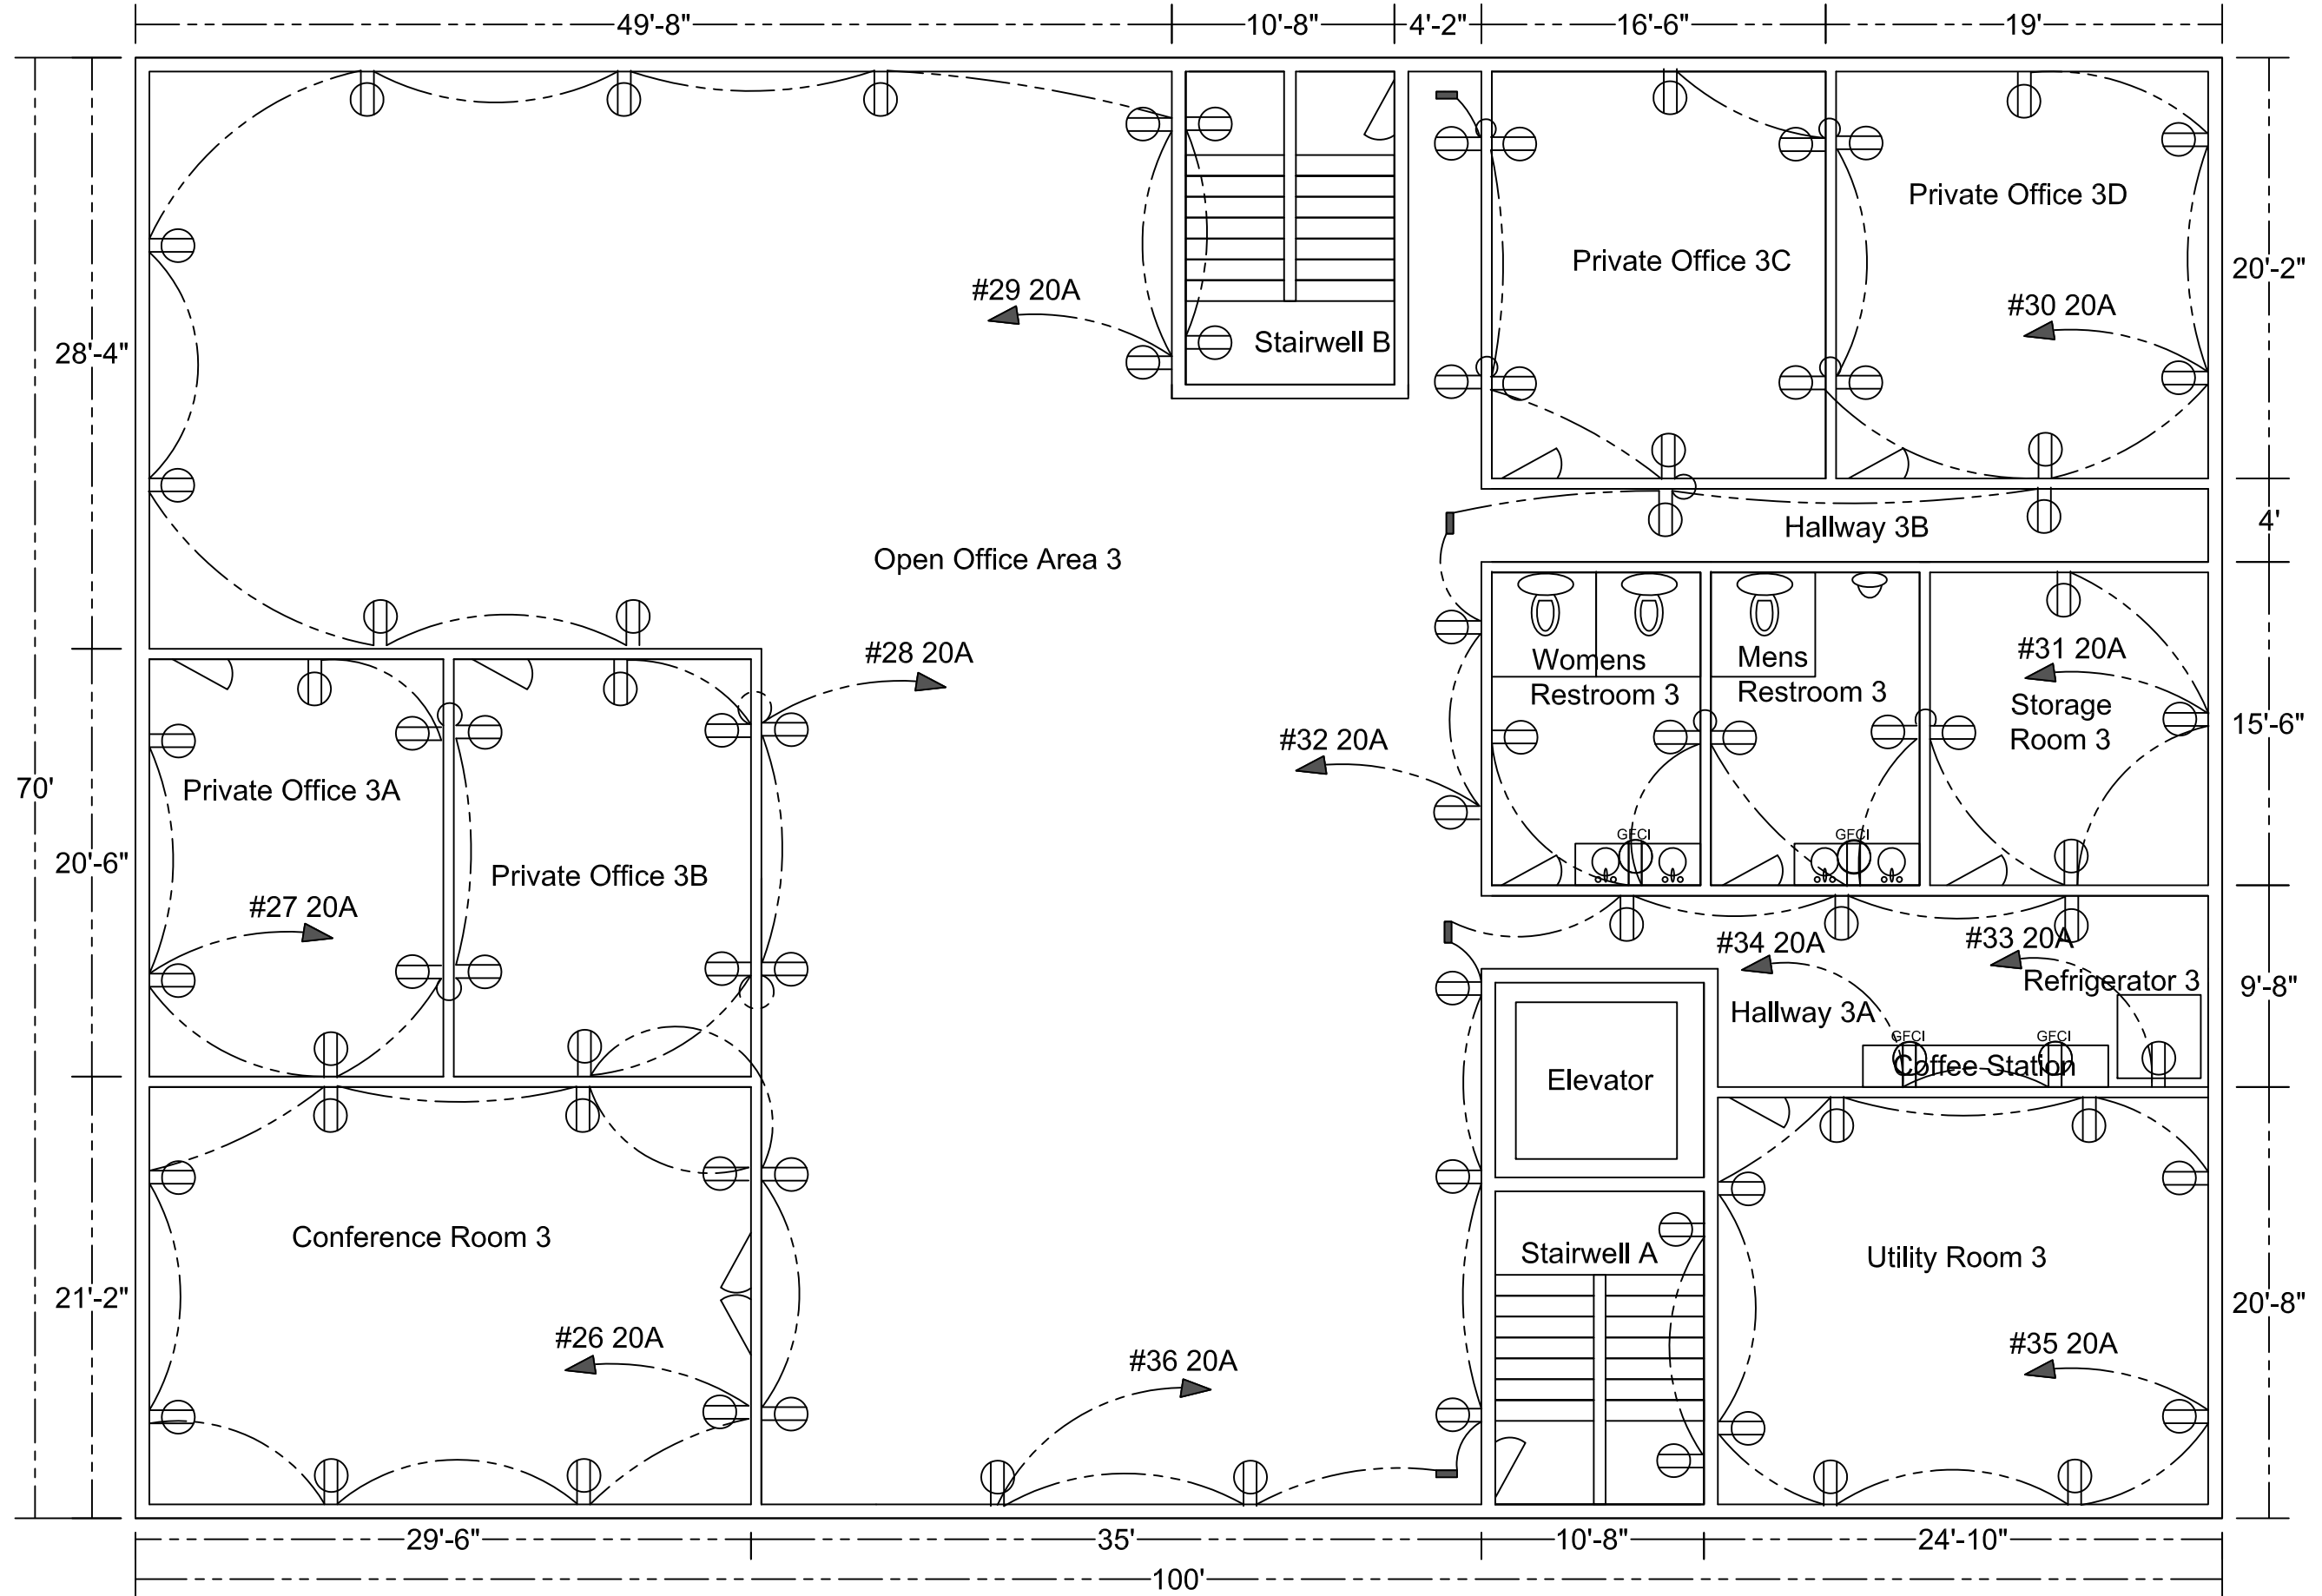 49'-8"
10'-8"
4'-2"
16'-6"
19'
Private Office 3D
Private Office 3C
20'-2"
#29 20A
#30 20A
28'-4"
Stairwell B
Hallway 3B
4'
Open Office Area 3
#28 20A
Womens
Restroom 3
Mens
Restroom 3
#31 20A
Storage
Room 3
15'-6"
#32 20A
70'
Private Office 3A
20'-6"
Private Office 3B
GFCI
GFCI
#27 20A
#34 20A
#33 20A
Refrigerator 3
9'-8"
Hallway 3A
GFCI
GFCI
Coffee Station
Elevator
Conference Room 3
Stairwell A
Utility Room 3
21'-2"
20'-8"
#26 20A
#36 20A
#35 20A
29'-6"
35'
10'-8"
24'-10"
100'